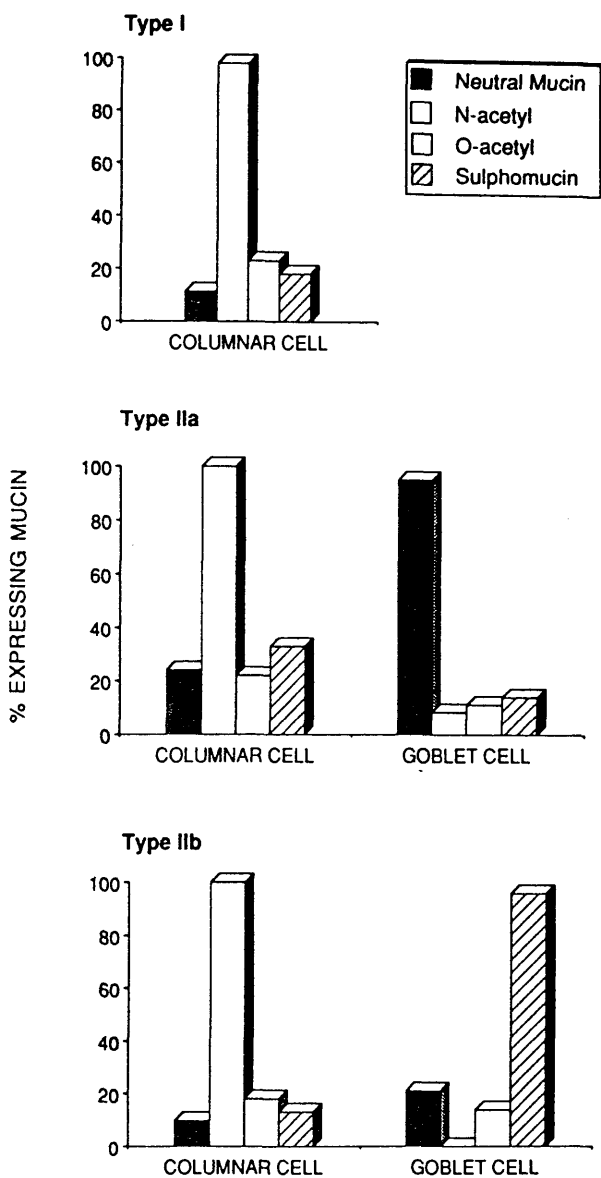 Type I
Neutral Mucin
N-acetyl
O-acetyl
Sulphomucin
100
80
60
40
20
0
COLUMNAR CELL
Type IIa
% EXPRESSING MUCIN
100
80
60
40
20
0
COLUMNAR CELL GOBLET CELL
Type IIb
100
80
60
40
20
0
COLUMNAR CELL GOBLET CELL